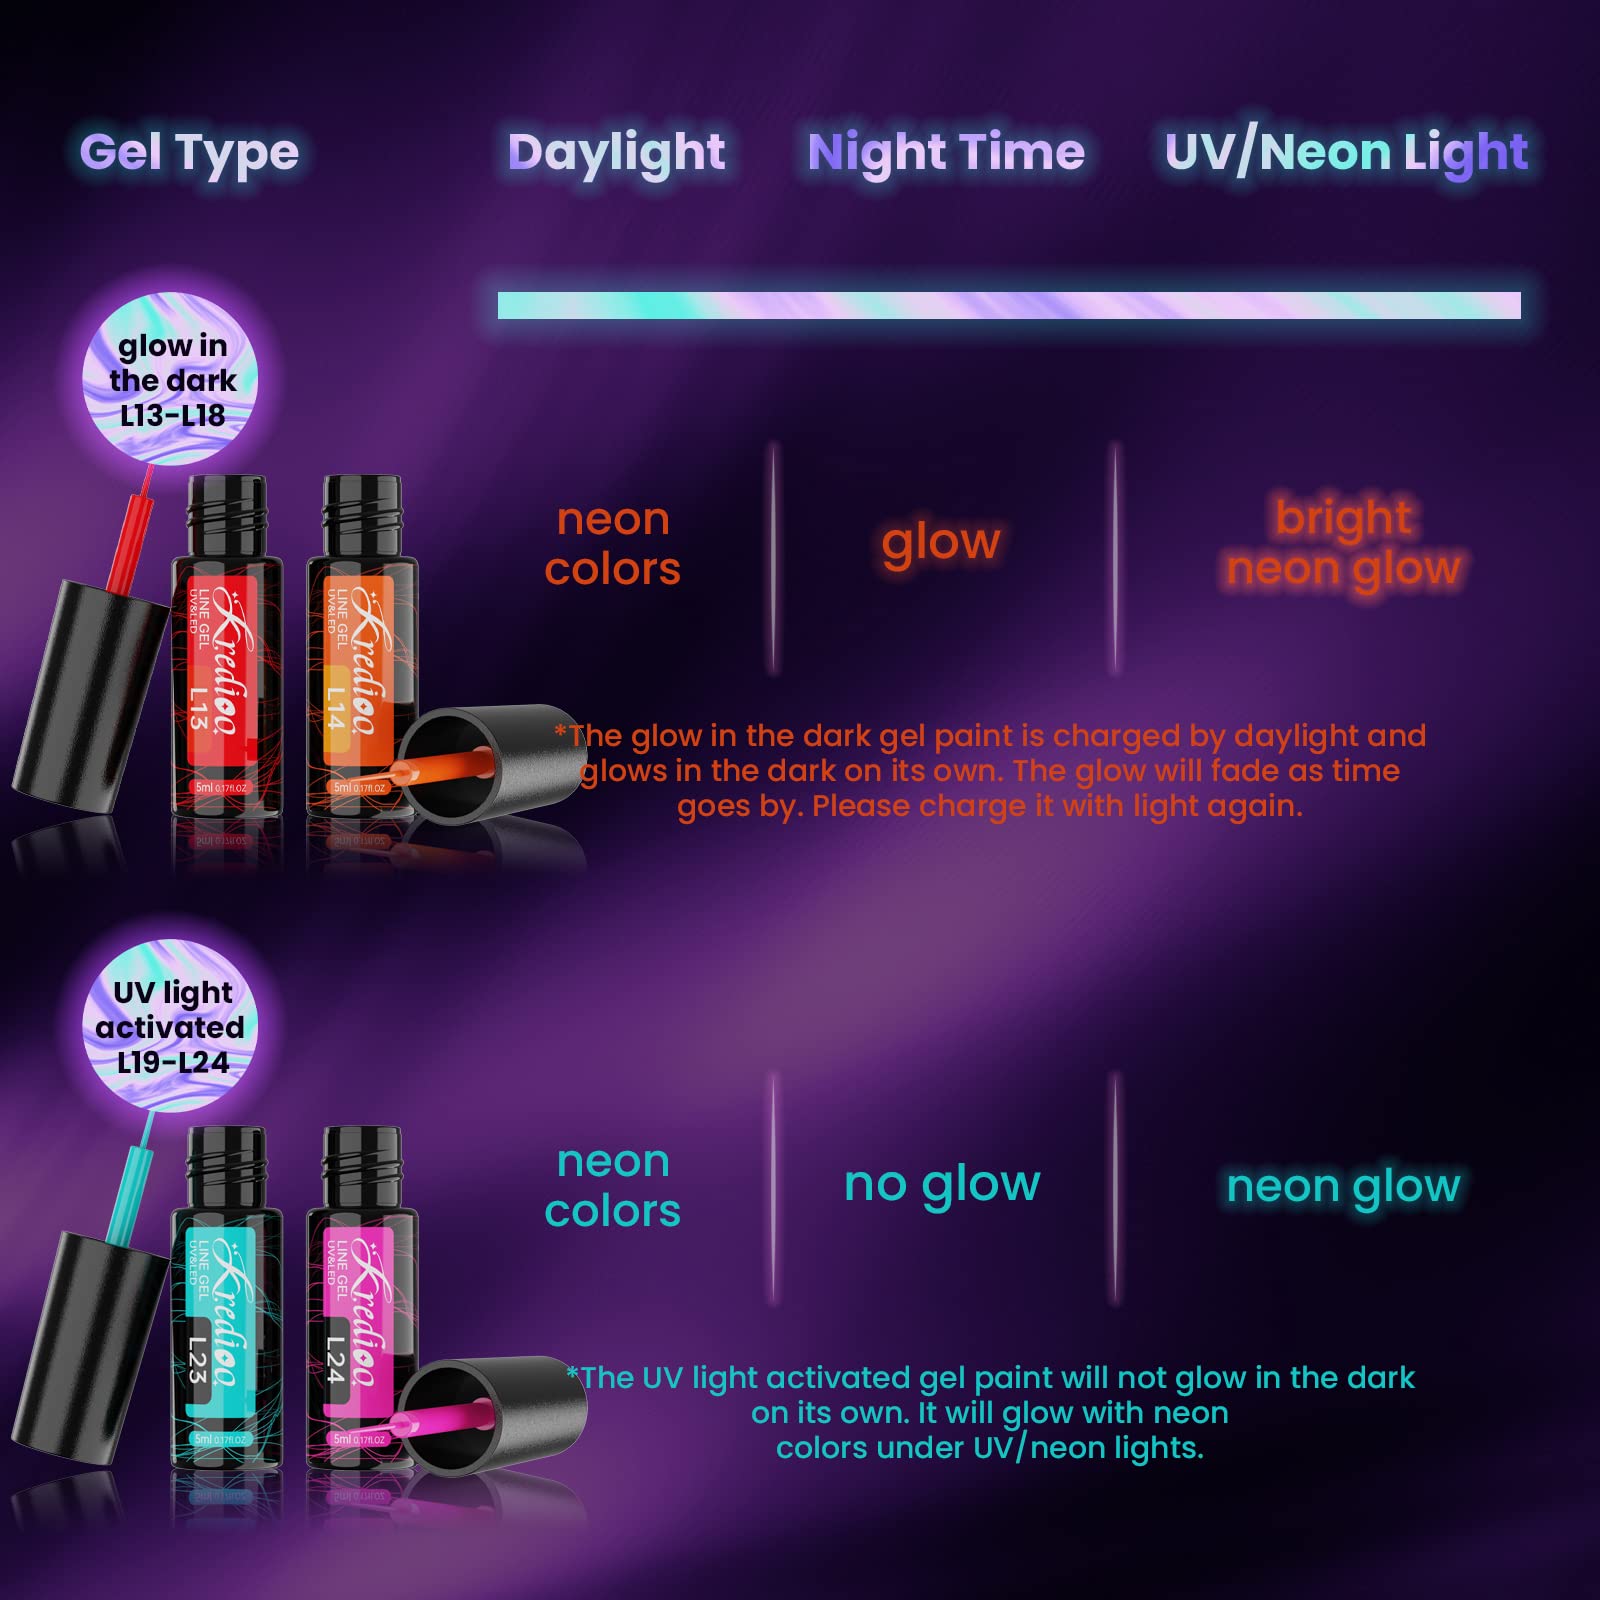 Gel Type
Daylight
Night Time
UV/Neon Light
glow in
the dark
L13-L18
neon
colors
glow
bright
neon glow
Kredioo
LINE GEL
UV&LED
L13
5ml 0.17fl.OZ
Kredioo
LINE GEL
UV&LED
L14
5ml 0.17fl.OZ
*The glow in the dark gel paint is charged by daylight and
glows in the dark on its own. The glow will fade as time
goes by. Please charge it with light again.
UV light
activated
L19-L24
neon
colors
no glow
neon glow
Kredioo
LINE GEL
UV&LED
L23
5ml 0.17fl.OZ
Kredioo
LINE GEL
UV&LED
L24
5ml 0.17fl.OZ
*The UV light activated gel paint will not glow in the dark
on its own. It will glow with neon
colors under UV/neon lights.